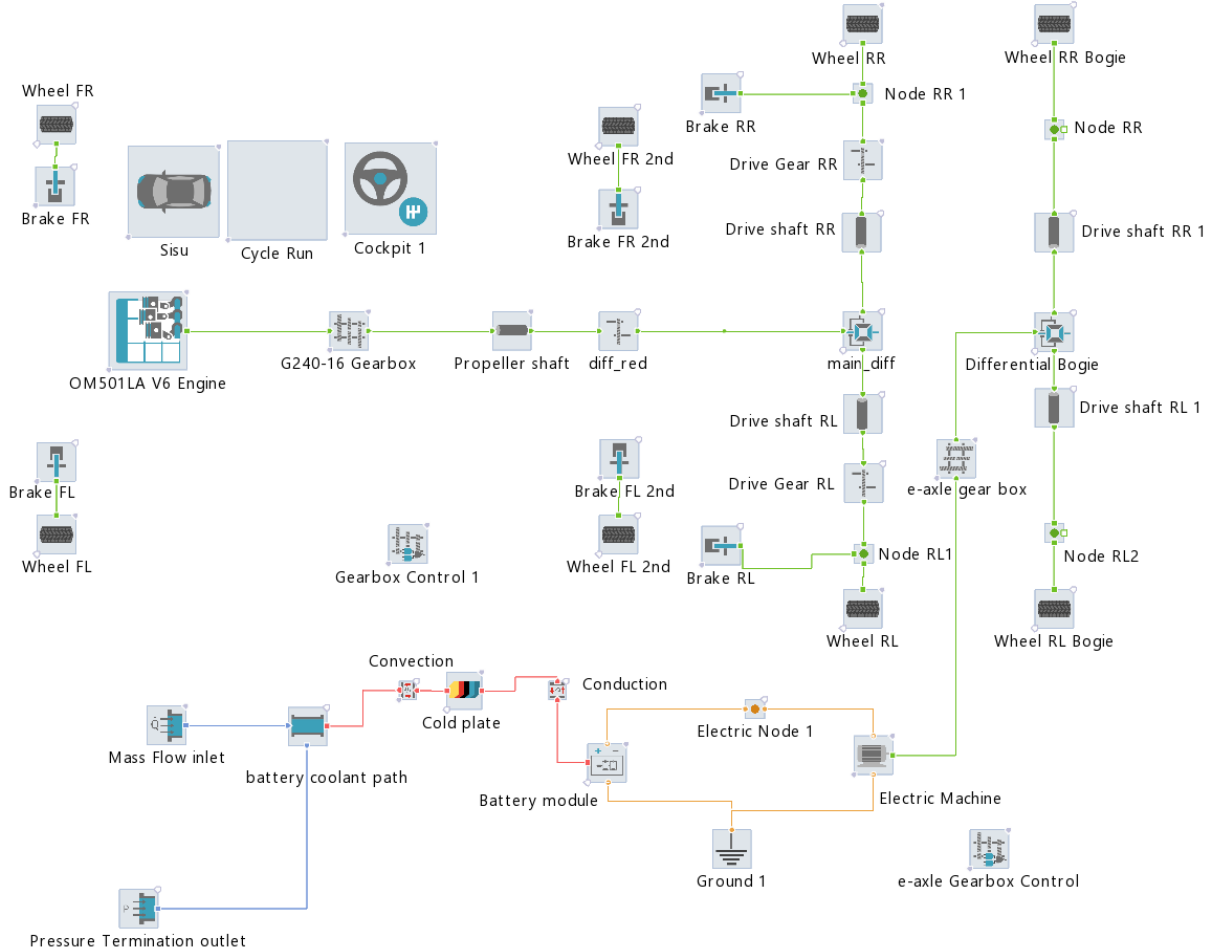 Wheel RR
Wheel RR Bogie
Wheel FR
Node RR 1
Brake RR
Node RR
Wheel FR 2nd
Drive Gear RR
Brake FR
Drive shaft RR
Drive shaft RR 1
Brake FR 2nd
Sisu
Cycle Run
Cockpit 1
OM501LA V6 Engine
G240-16 Gearbox
Propeller shaft
diff_red
main_diff
Differential Bogie
Drive shaft RL
Drive shaft RL 1
Brake FL
Brake FL 2nd
Drive Gear RL
e-axle gear box
Wheel FL
Gearbox Control 1
Wheel FL 2nd
Brake RL
Node RL1
Node RL2
Wheel RL
Wheel RL Bogie
Convection
Conduction
Cold plate
Electric Node 1
Mass Flow inlet
battery coolant path
Battery module
Electric Machine
Ground 1
e-axle Gearbox Control
Pressure Termination outlet